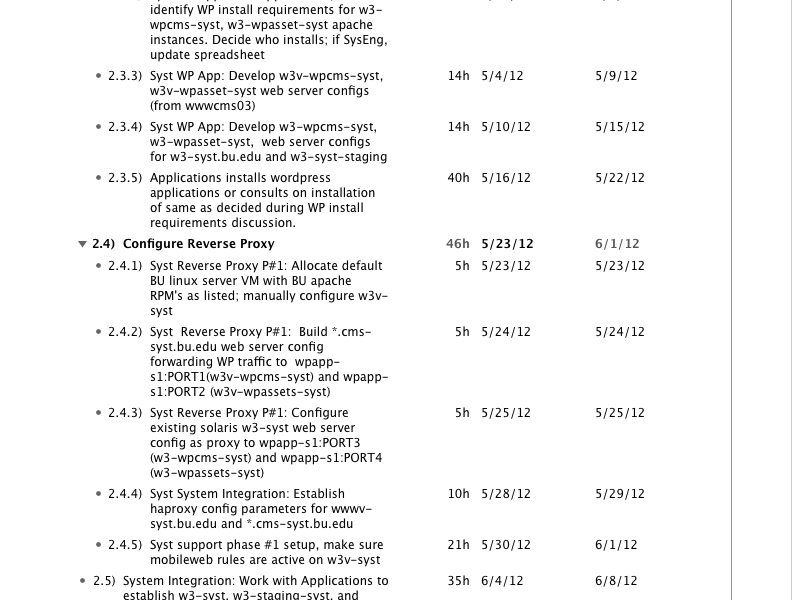 identify WP install requirements for w3-
wpcms-syst, w3-wpasset-syst apache
instances. Decide who installs; if SysEng,
update spreadsheet
• 2.3.3) Syst WP App: Develop w3v-wpcms-syst, 14h 5/4/12 5/9/12
w3v-wpasset-syst web server configs
(from wwwcms03)
• 2.3.4) Syst WP App: Develop w3-wpcms-syst, 14h 5/10/12 5/15/12
w3-wpasset-syst,  web server configs
for w3-syst.bu.edu and w3-syst-staging
• 2.3.5) Applications installs wordpress 40h 5/16/12 5/22/12
applications or consults on installation
of same as decided during WP install
requirements discussion.
▼ 2.4) Configure Reverse Proxy 46h 5/23/12 6/1/12
• 2.4.1) Syst Reverse Proxy P#1: Allocate default 5h 5/23/12 5/23/12
BU linux server VM with BU apache
RPM's as listed; manually configure w3v-
syst
• 2.4.2) Syst  Reverse Proxy P#1:  Build *.cms- 5h 5/24/12 5/24/12
syst.bu.edu web server config
forwarding WP traffic to  wpapp-
s1:PORT1(w3v-wpcms-syst) and wpapp-
s1:PORT2 (w3v-wpassets-syst)
• 2.4.3) Syst Reverse Proxy P#1: Configure 5h 5/25/12 5/25/12
existing solaris w3-syst web server
config as proxy to wpapp-s1:PORT3
(w3-wpcms-syst) and wpapp-s1:PORT4
(w3-wpassets-syst)
• 2.4.4) Syst System Integration: Establish 10h 5/28/12 5/29/12
haproxy config parameters for wwwv-
syst.bu.edu and *.cms-syst.bu.edu
• 2.4.5) Syst support phase #1 setup, make sure 21h 5/30/12 6/1/12
mobileweb rules are active on w3v-syst
• 2.5) System Integration: Work with Applications to 35h 6/4/12 6/8/12
establish w3-syst, w3-staging-syst, and